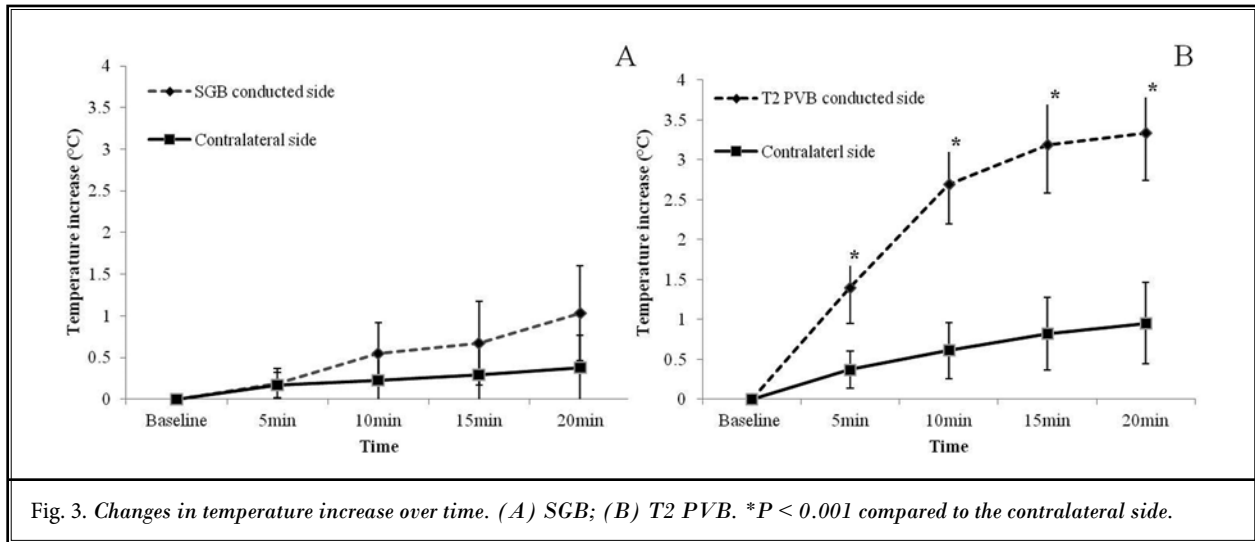 A
4
3.5
3
2.5
2
1.5
1
0.5
0
Temperature increase (°C)
SGB conducted side
Contralateral side
Baseline 5min 10min 15min 20min
Time
B
4
3.5
3
2.5
2
1.5
1
0.5
0
Temperature increase (°C)
T2 PVB conducted side
Contralaterl side
*
*
*
*
Baseline 5min 10min 15min 20min
Time
Fig. 3. Changes in temperature increase over time. (A) SGB; (B) T2 PVB. *P < 0.001 compared to the contralateral side.